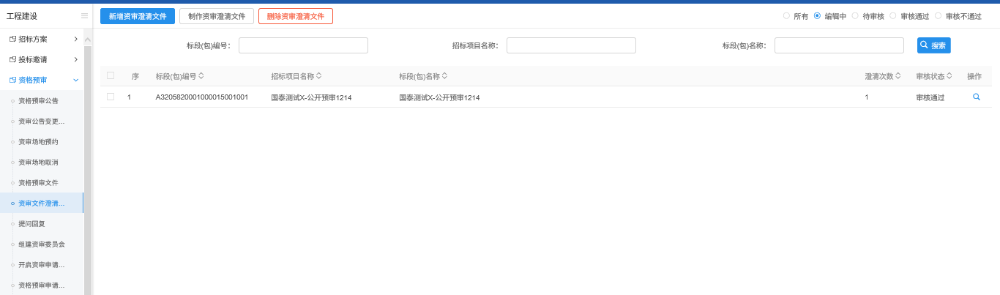 工程建设
新增资审澄清文件 制作资审澄清文件 删除资审澄清文件
所有 编辑中 待审核 审核通过 审核不通过
招标方案
投标邀请
资格预审
资格预审公告
资审公告变更...
资审场地预约
资审场地取消
资格预审文件
资审文件澄清...
提问回复
组建资审委员会
开启资审申请...
资格预审申请...
标段(包)编号： 招标项目名称： 标段(包)名称： 搜索
序 标段(包)编号 招标项目名称 标段(包)名称 澄清次数 审核状态 操作
1 A3205820001000015001001 国泰测试X-公开预审1214 国泰测试X-公开预审1214 1 审核通过